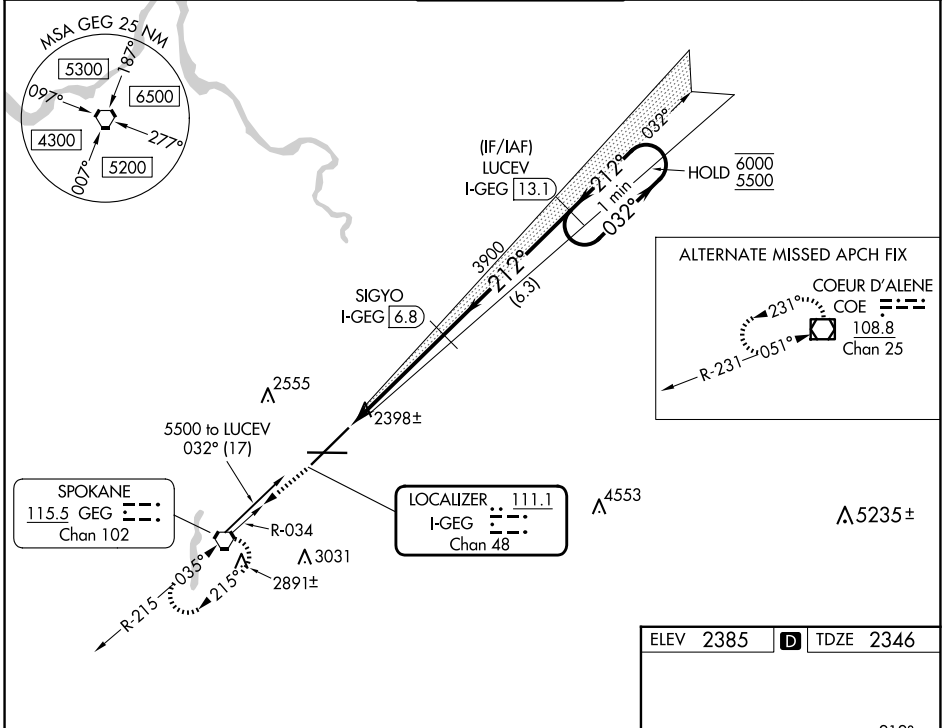 MSA GEG 25 NM
5300
187°
097°
6500
4300
277°
007°
5200
(IF/IAF)
LUCEV
I-GEG 13.1
032°
212°
1 min
032°
HOLD 6000
5500
3900
212°
(6.3)
SIGYO
I-GEG 6.8
ALTERNATE MISSED APCH FIX
COEUR D'ALENE
COE
108.8
Chan 25
231°
R-231
051°
2555
2398±
5500 to LUCEV
032° (17)
SPOKANE
115.5 GEG
Chan 102
R-034
LOCALIZER 111.1
I-GEG
Chan 48
4553
5235±
3031
2891±
R-215
035°
215°
ELEV 2385 D TDZE 2346